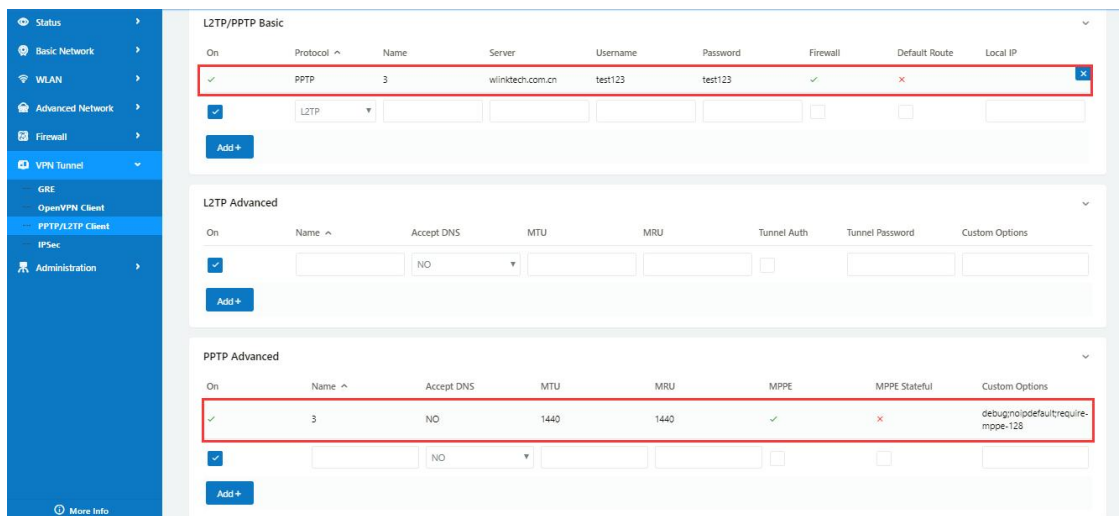 Status
Basic Network
WLAN
Advanced Network
Firewall
VPN Tunnel
GRE
OpenVPN Client
PPTP/L2TP Client
IPSec
Administration
More Info
L2TP/PPTP Basic
On Protocol Name Server Username Password Firewall Default Route Local IP
PPTP 3 wlinktech.com.cn test123 test123
L2TP
Add+
L2TP Advanced
On Name Accept DNS MTU MRU Tunnel Auth Tunnel Password Custom Options
NO
Add+
PPTP Advanced
On Name Accept DNS MTU MRU MPPE MPPE Stateful Custom Options
3 NO 1440 1440 debug;noipdefault;require-
mppe-128
NO
Add+